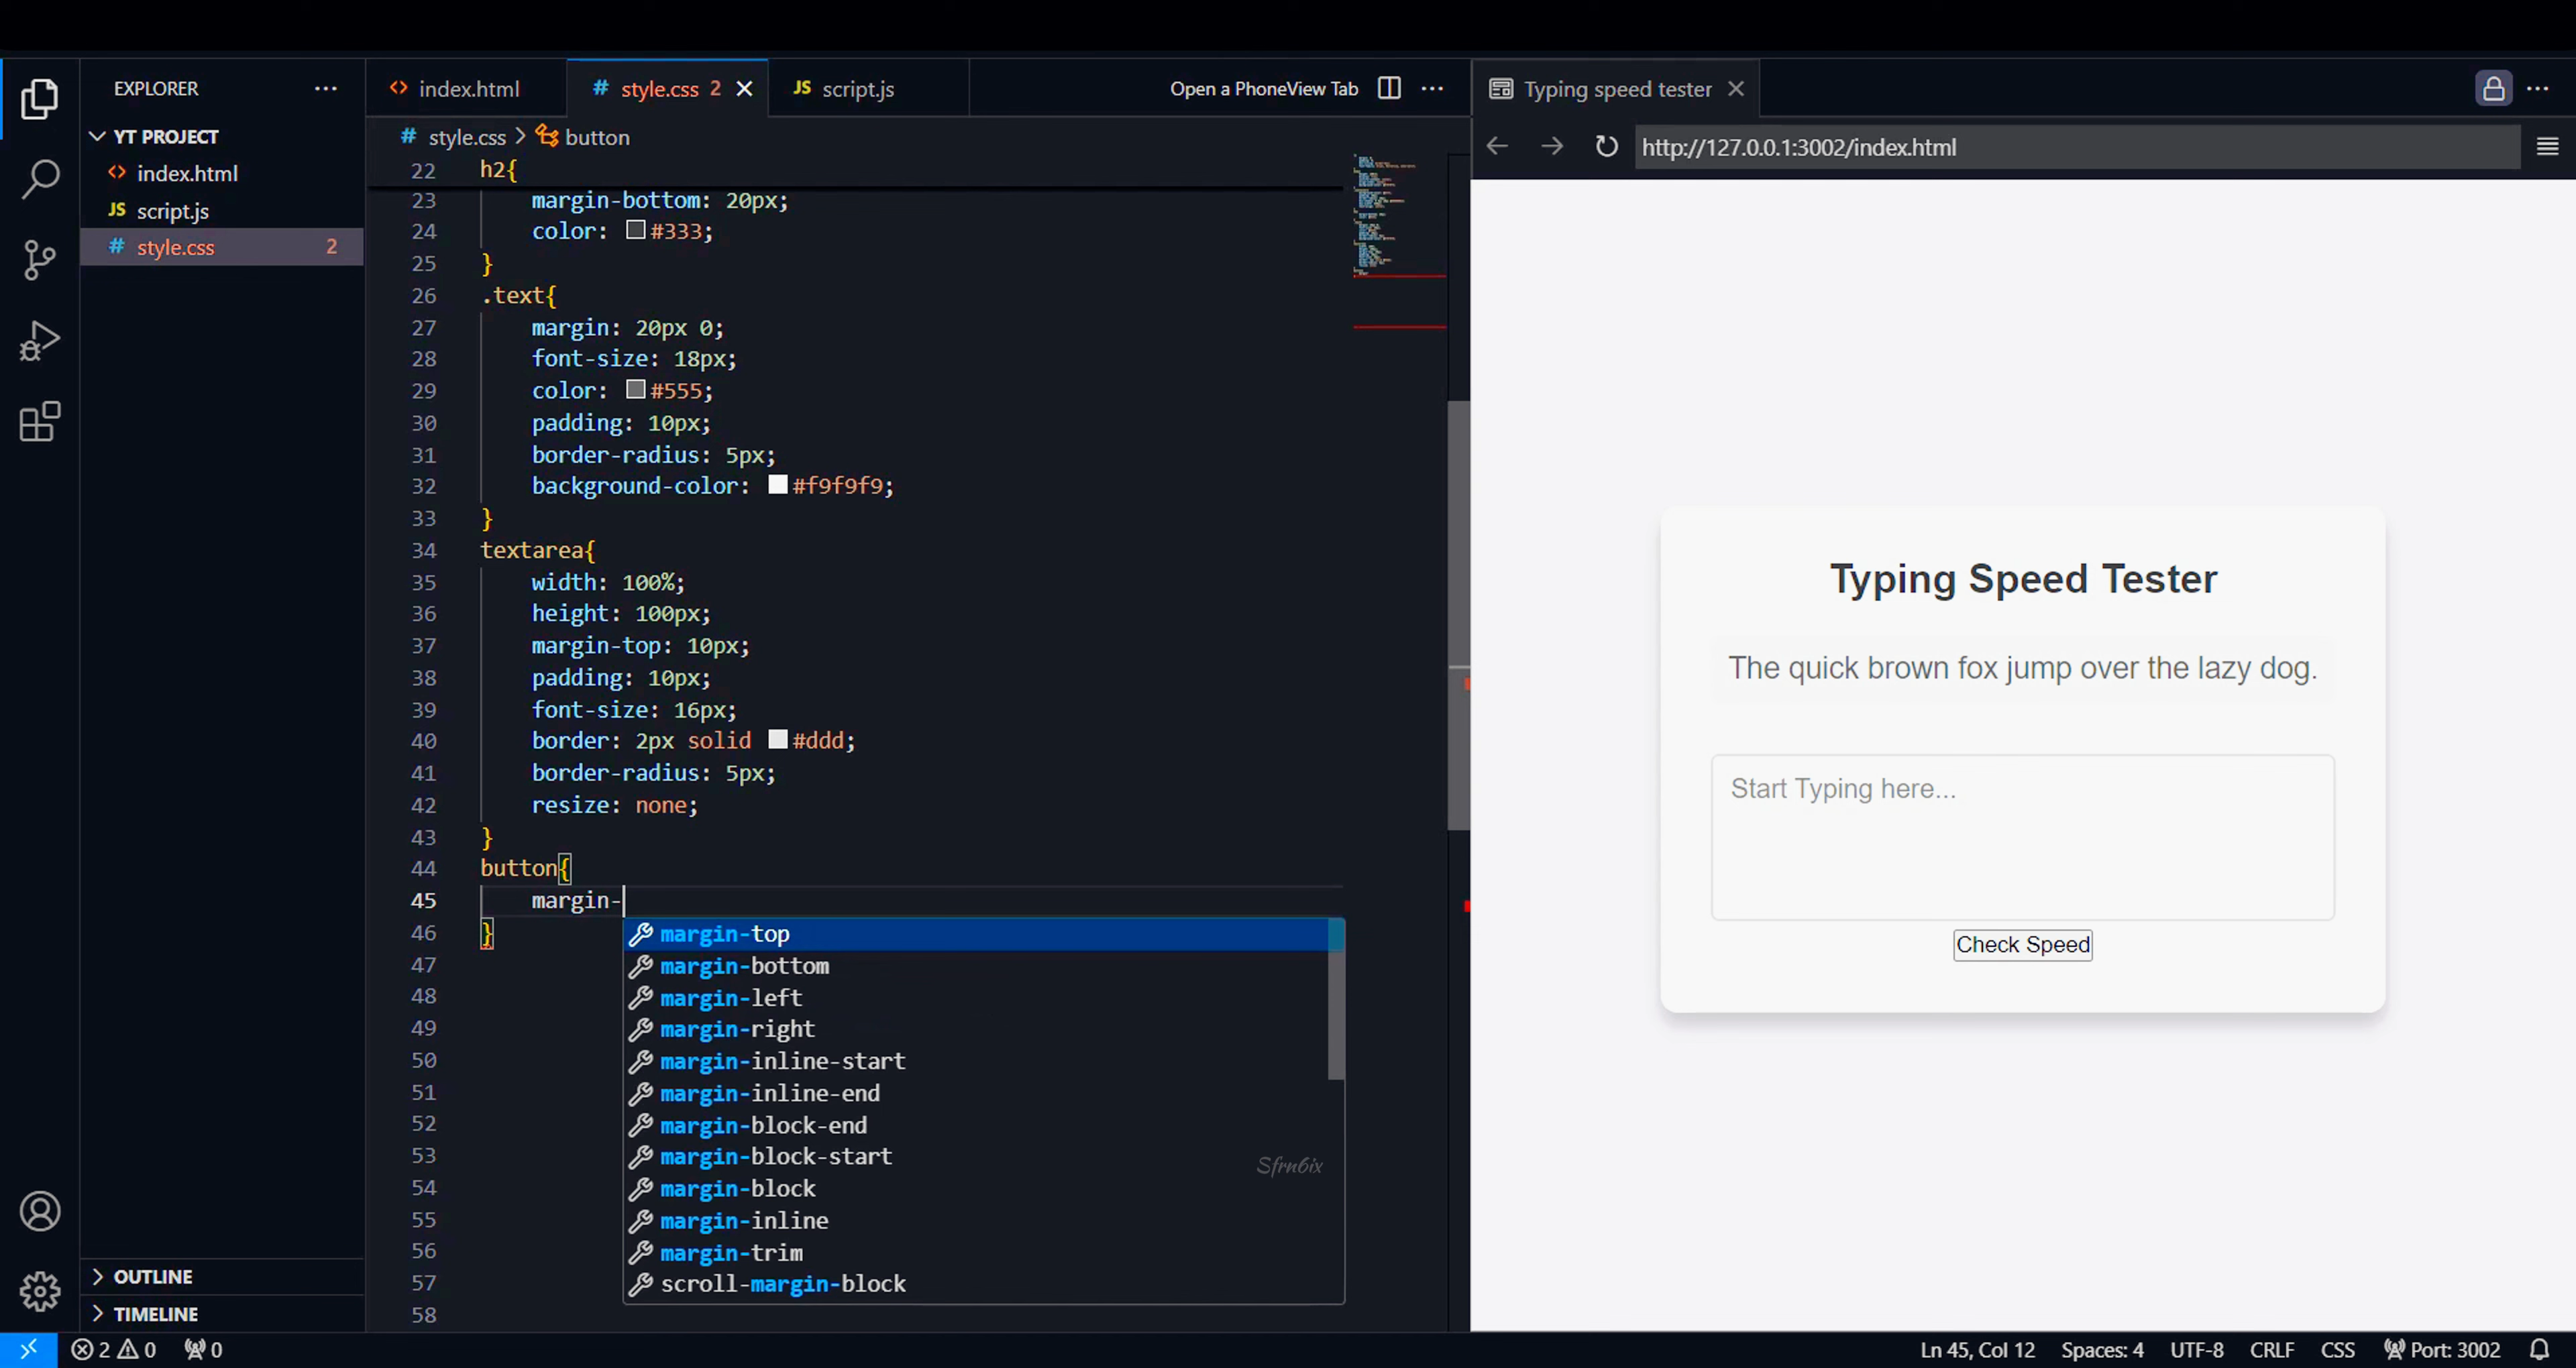 EXPLORER
YT PROJECT
index.html
JS script.js
# style.css 2
OUTLINE
TIMELINE
index.html
# style.css 2
JS script.js
Open a PhoneView Tab
# style.css > button
22 h2{
23 margin-bottom: 20px;
24 color: #333;
25 }
26 .text{
27 margin: 20px 0;
28 font-size: 18px;
29 color: #555;
30 padding: 10px;
31 border-radius: 5px;
32 background-color: #f9f9f9;
33 }
34 textarea{
35 width: 100%;
36 height: 100px;
37 margin-top: 10px;
38 padding: 10px;
39 font-size: 16px;
40 border: 2px solid #ddd;
41 border-radius: 5px;
42 resize: none;
43 }
44 button{
45 margin-
46 }
47
48
49
50
51
52
53
54
55
56
57
58
margin-top
margin-bottom
margin-left
margin-right
margin-inline-start
margin-inline-end
margin-block-end
margin-block-start
margin-block
margin-inline
margin-trim
scroll-margin-block
Sfrn6ix
Typing speed tester
http://127.0.0.1:3002/index.html
Typing Speed Tester
The quick brown fox jump over the lazy dog.
Start Typing here...
Check Speed
2 0 0
Ln 45, Col 12 Spaces: 4 UTF-8 CRLF CSS Port: 3002